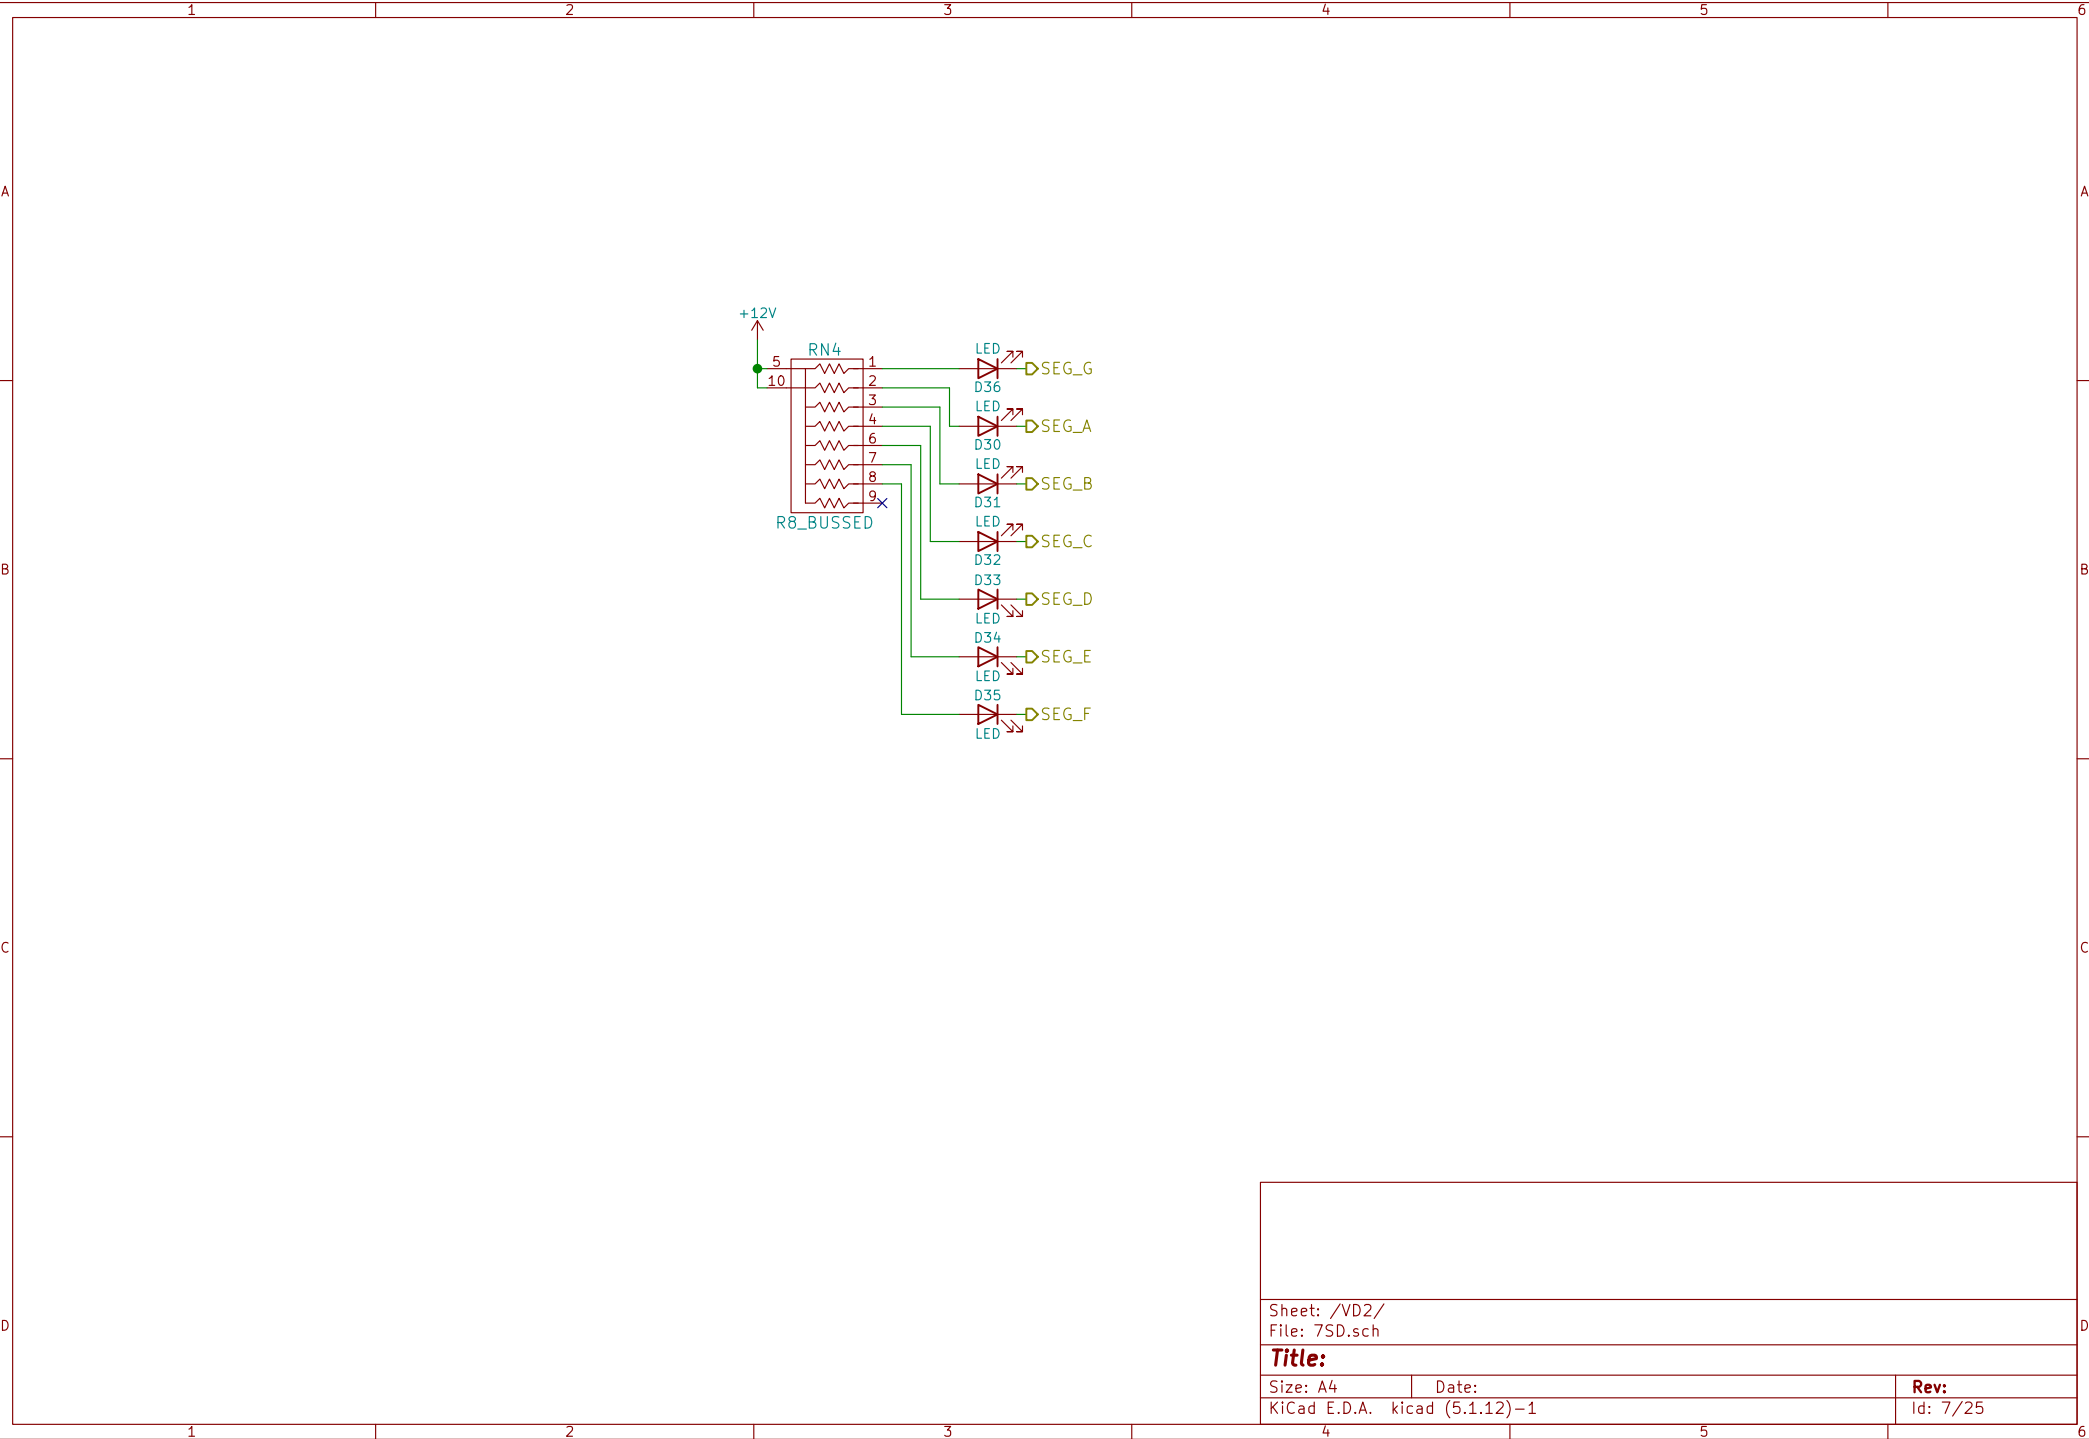 1 2 3 4 5 6
A A
+12V
RN4
5 1
10 2
3
4
6
7
8
9
R8_BUSSED
LED
SEG_G
D36
LED
SEG_A
D30
LED
SEG_B
D31
LED
SEG_C
D32
D33
SEG_D
LED
D34
SEG_E
LED
D35
SEG_F
LED
B B
C C
D D
Sheet: /VD2/
File: 7SD.sch
Title:
Size: A4 Date: Rev:
KiCad E.D.A. kicad (5.1.12)-1 Id: 7/25
1 2 3 4 5 6